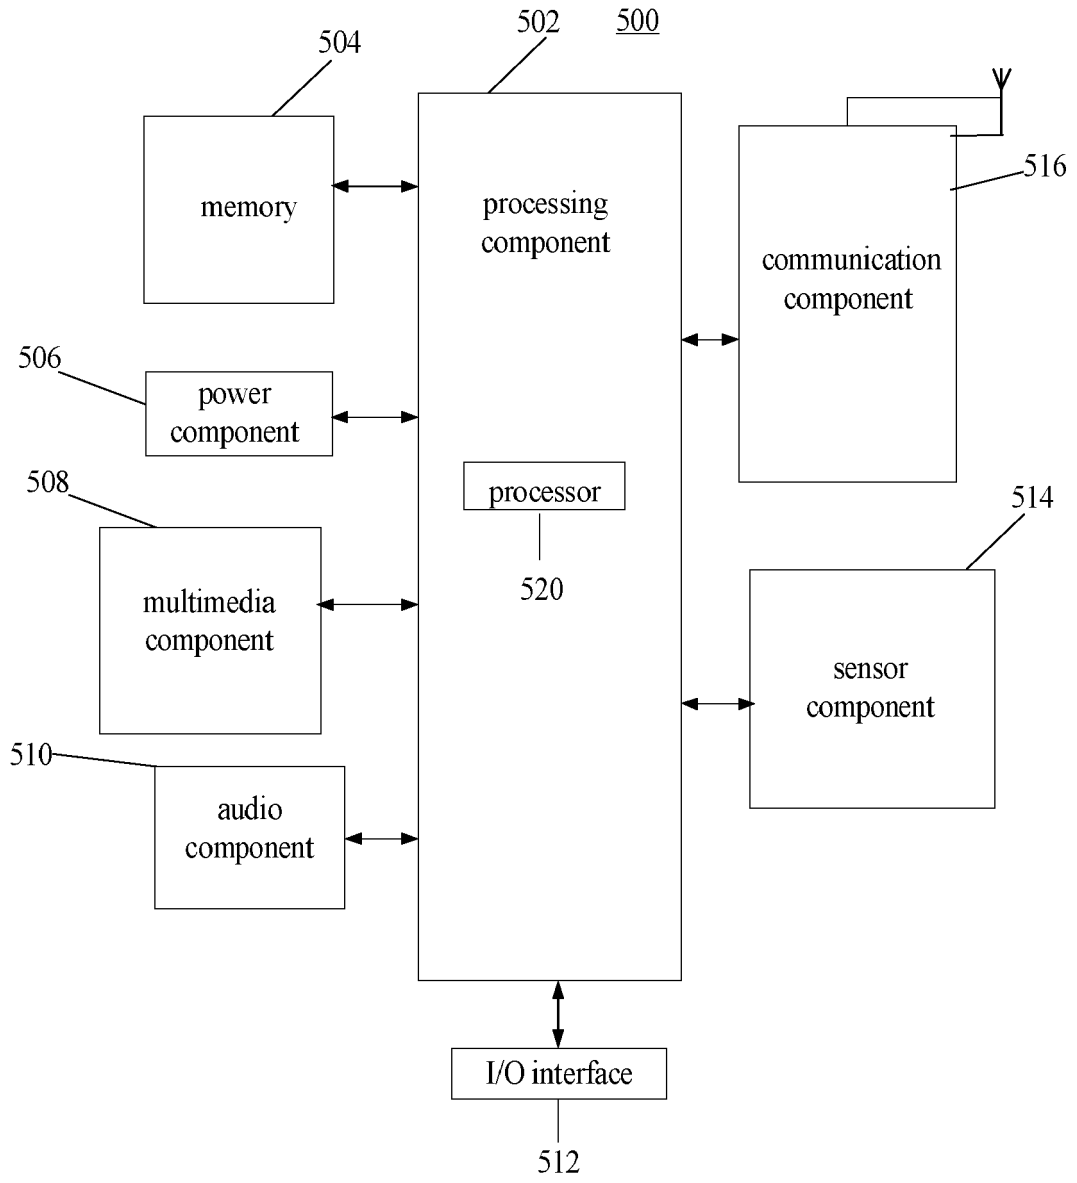 502
500
504
516
memory
processing
component
communication
component
506
power
component
508
processor
514
520
multimedia
component
sensor
component
510
audio
component
I/O interface
512